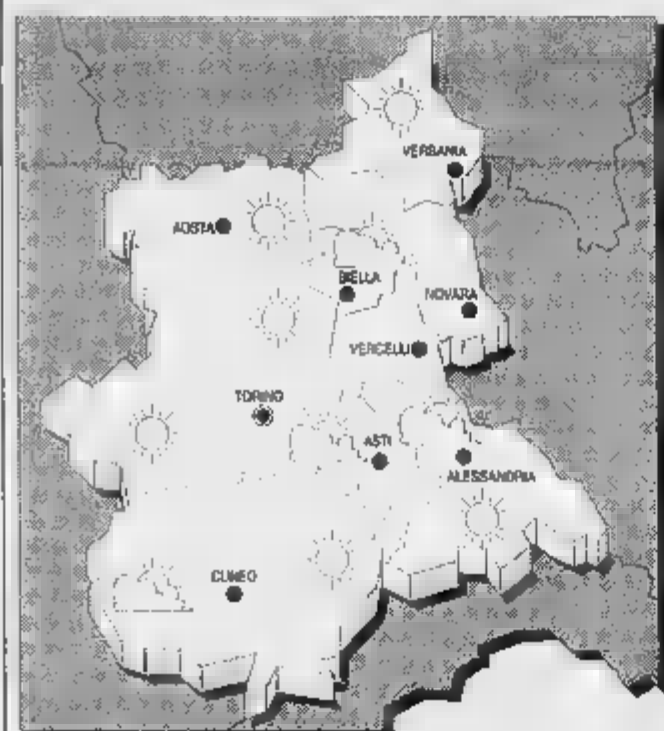 VERBANIA
AOSTA
BIELLA
NOVARA
VERCELLI
TORINO
ASTI
ALESSANDRIA
CUNEO